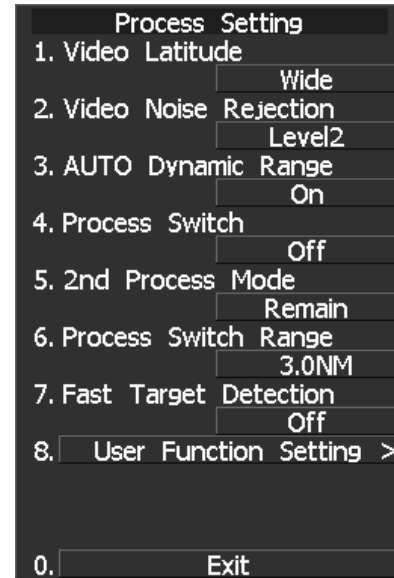 Process Setting
1. Video Latitude
Wide
2. Video Noise Rejection
Level2
3. AUTO Dynamic Range
On
4. Process Switch
Off
5. 2nd Process Mode
Remain
6. Process Switch Range
3.0NM
7. Fast Target Detection
Off
8. User Function Setting >
0. Exit